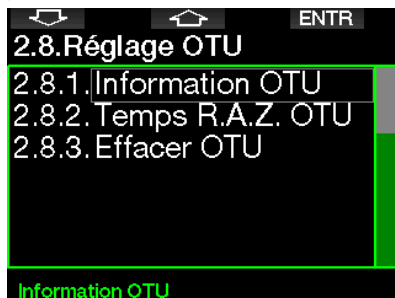 ENTR
2.8.Réglage OTU
2.8.1.Information OTU
2.8.2.Temps R.A.Z. OTU
2.8.3.Effacer OTU
Information OTU